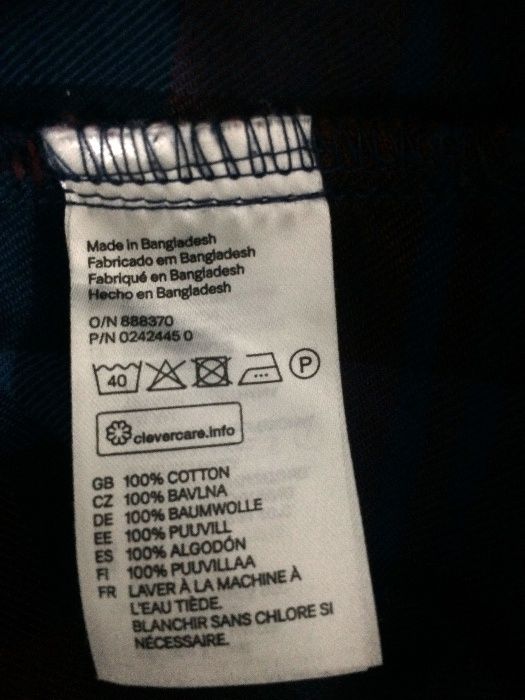 Made in Bangladesh
Fabricado em Bangladesh
Fabriqué en Bangladesh
Hecho en Bangladesh
O/N 888370
P/N 0242445 0
40 P
clevercare.info
GB 100% COTTON
CZ 100% BAVLNA
DE 100% BAUMWOLLE
EE 100% PUUVILL
ES 100% ALGODÓN
FI 100% PUUVILLAA
FR LAVER À LA MACHINE À
L'EAU TIÈDE.
BLANCHIR SANS CHLORE SI
NÉCESSAIRE.